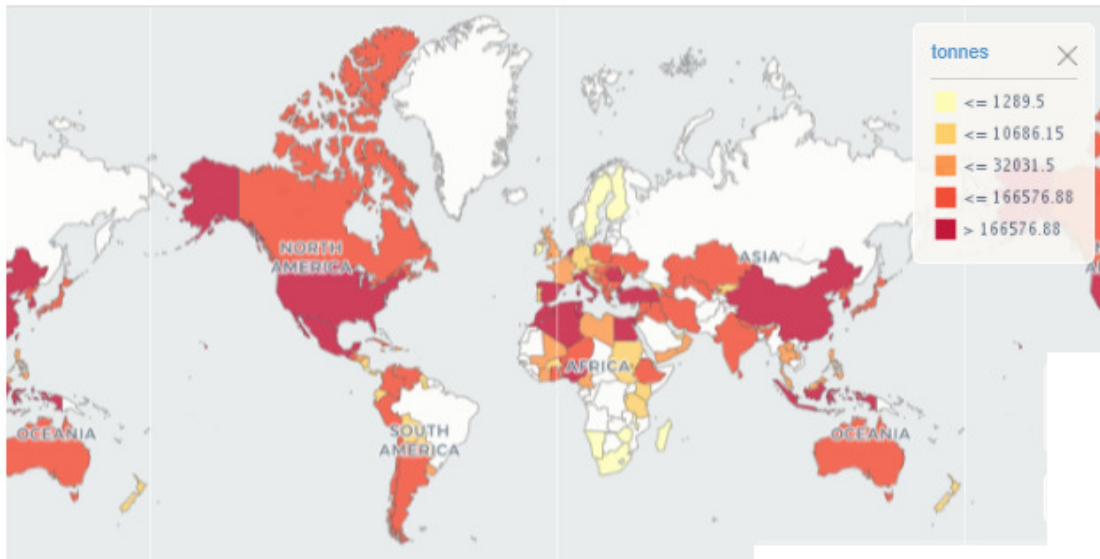 tonnes
<= 1289.5
<= 10686.15
<= 32031.5
<= 166576.88
> 166576.88
NORTH
AMERICA
ASIA
AFRICA
OCEANIA
SOUTH
AMERICA
OCEANIA